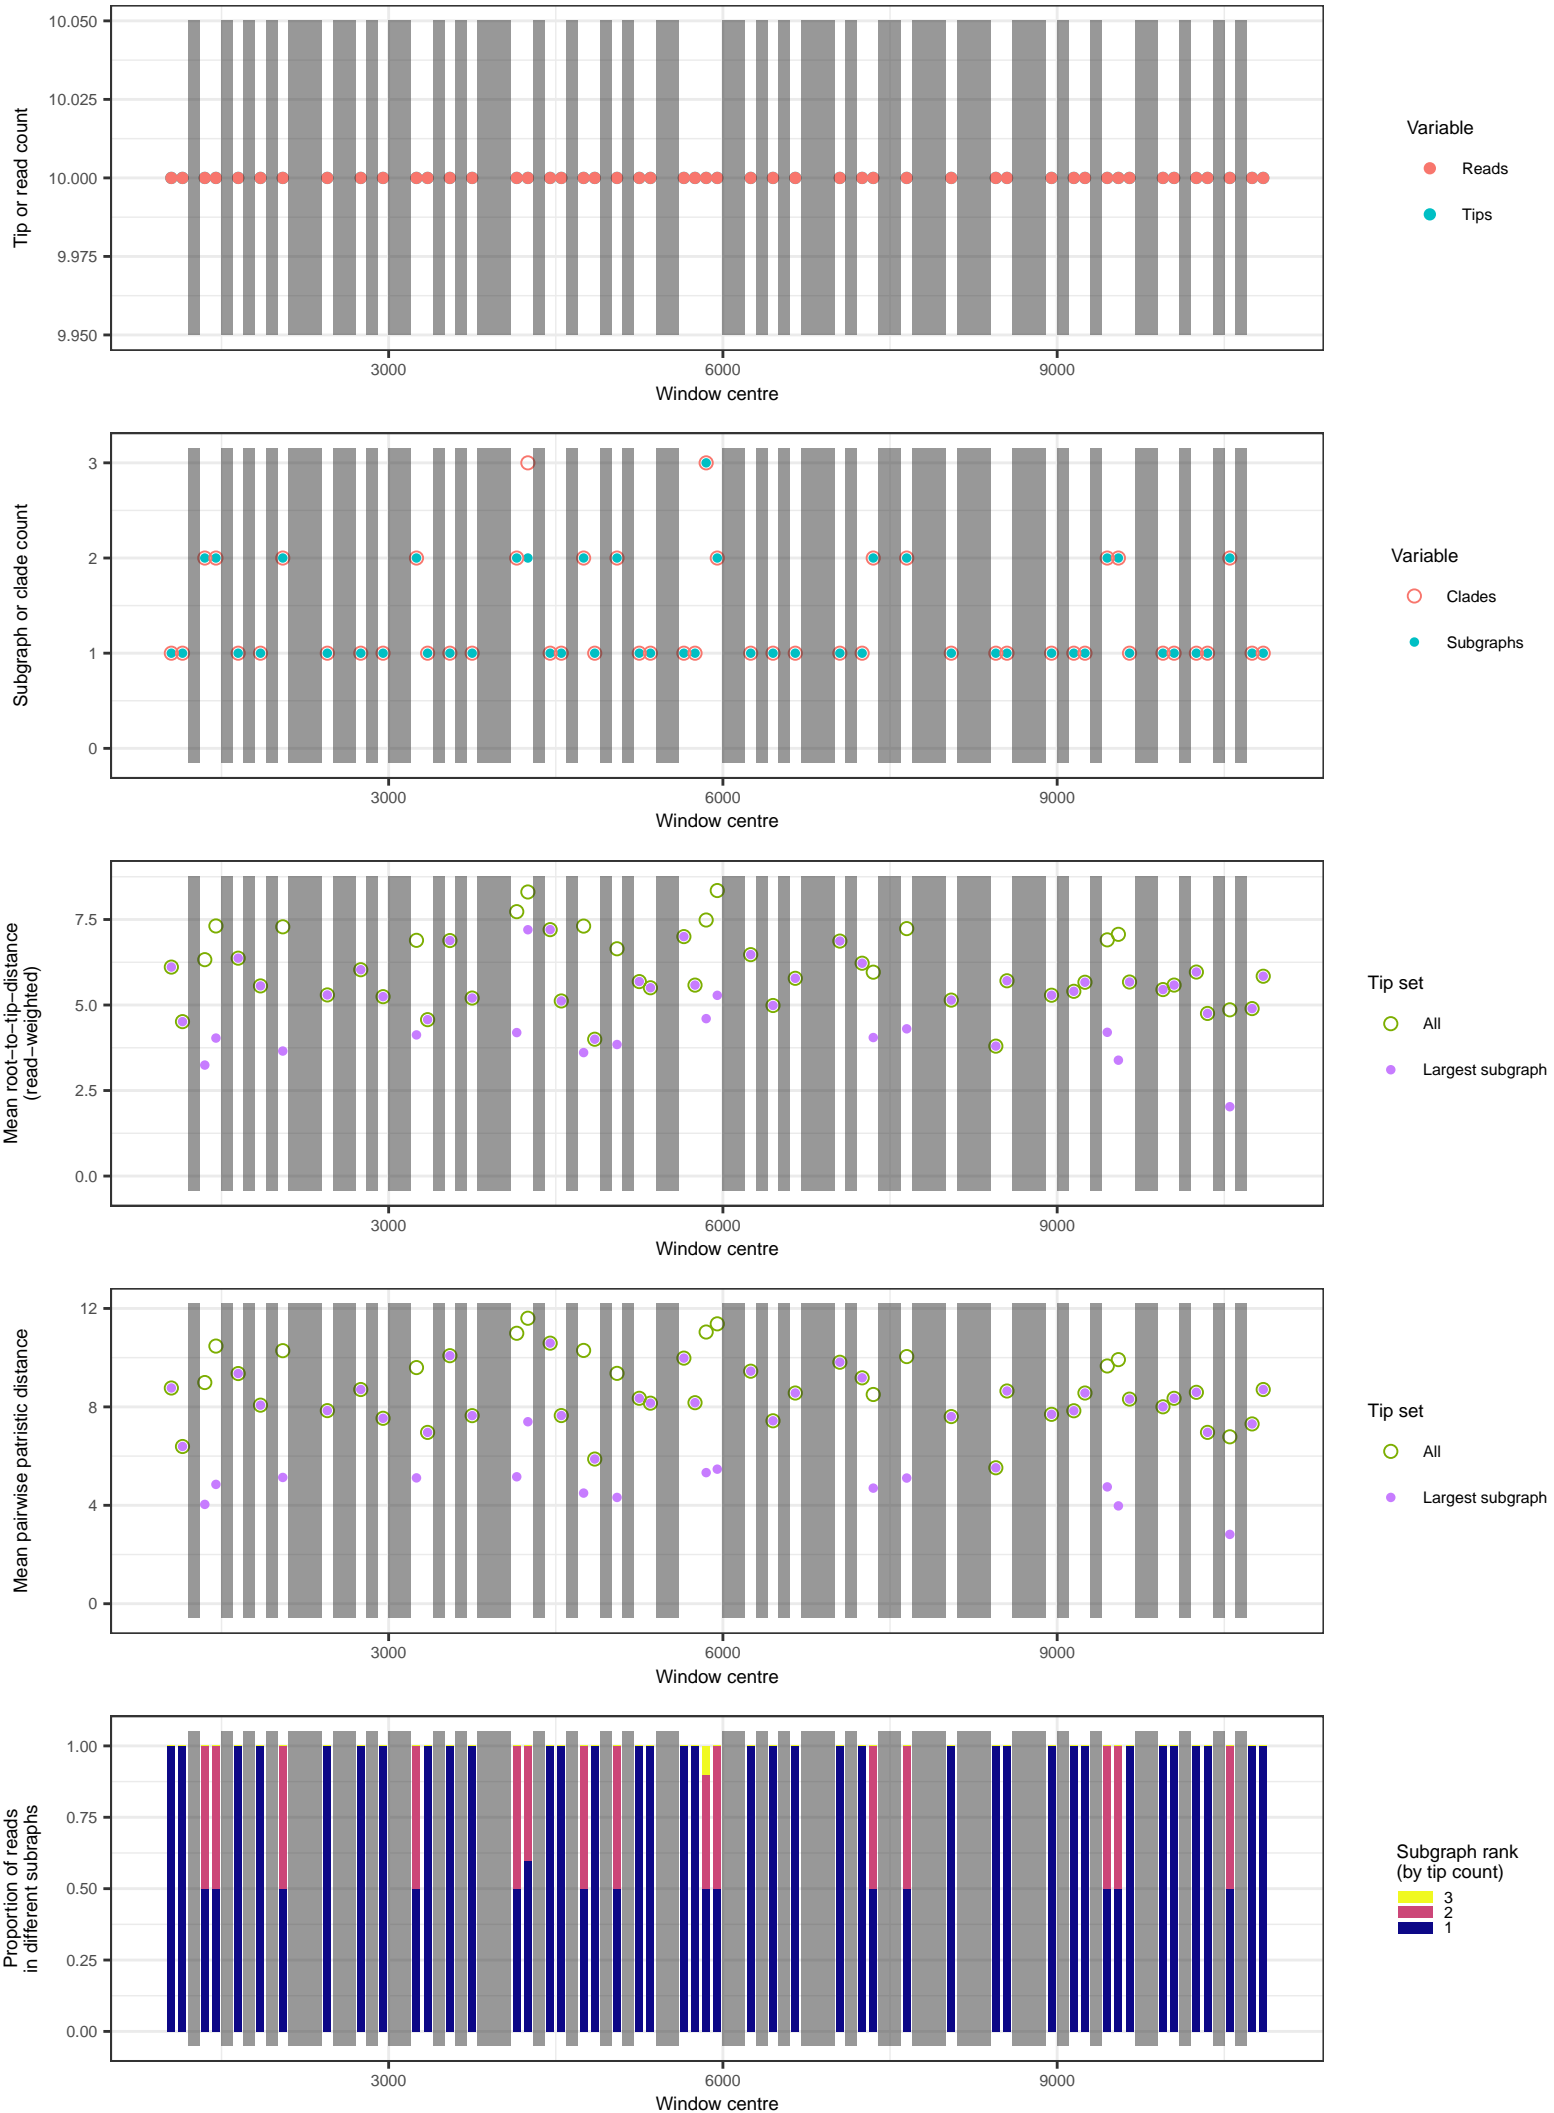 10.050
10.025
10.000
9.975
9.950
Tip or read count
3000 6000 9000
Window centre
Variable
Reads
Tips
3
2
1
0
Subgraph or clade count
3000 6000 9000
Window centre
Variable
Clades
Subgraphs
7.5
5.0
2.5
0.0
Mean root−to−tip−distance
(read−weighted)
3000 6000 9000
Window centre
Tip set
All
Largest subgraph
12
8
4
0
Mean pairwise patristic distance
3000 6000 9000
Window centre
Tip set
All
Largest subgraph
1.00
0.75
0.50
0.25
0.00
Proportion of reads
in different subraphs
3000 6000 9000
Window centre
Subgraph rank
(by tip count)
3
2
1